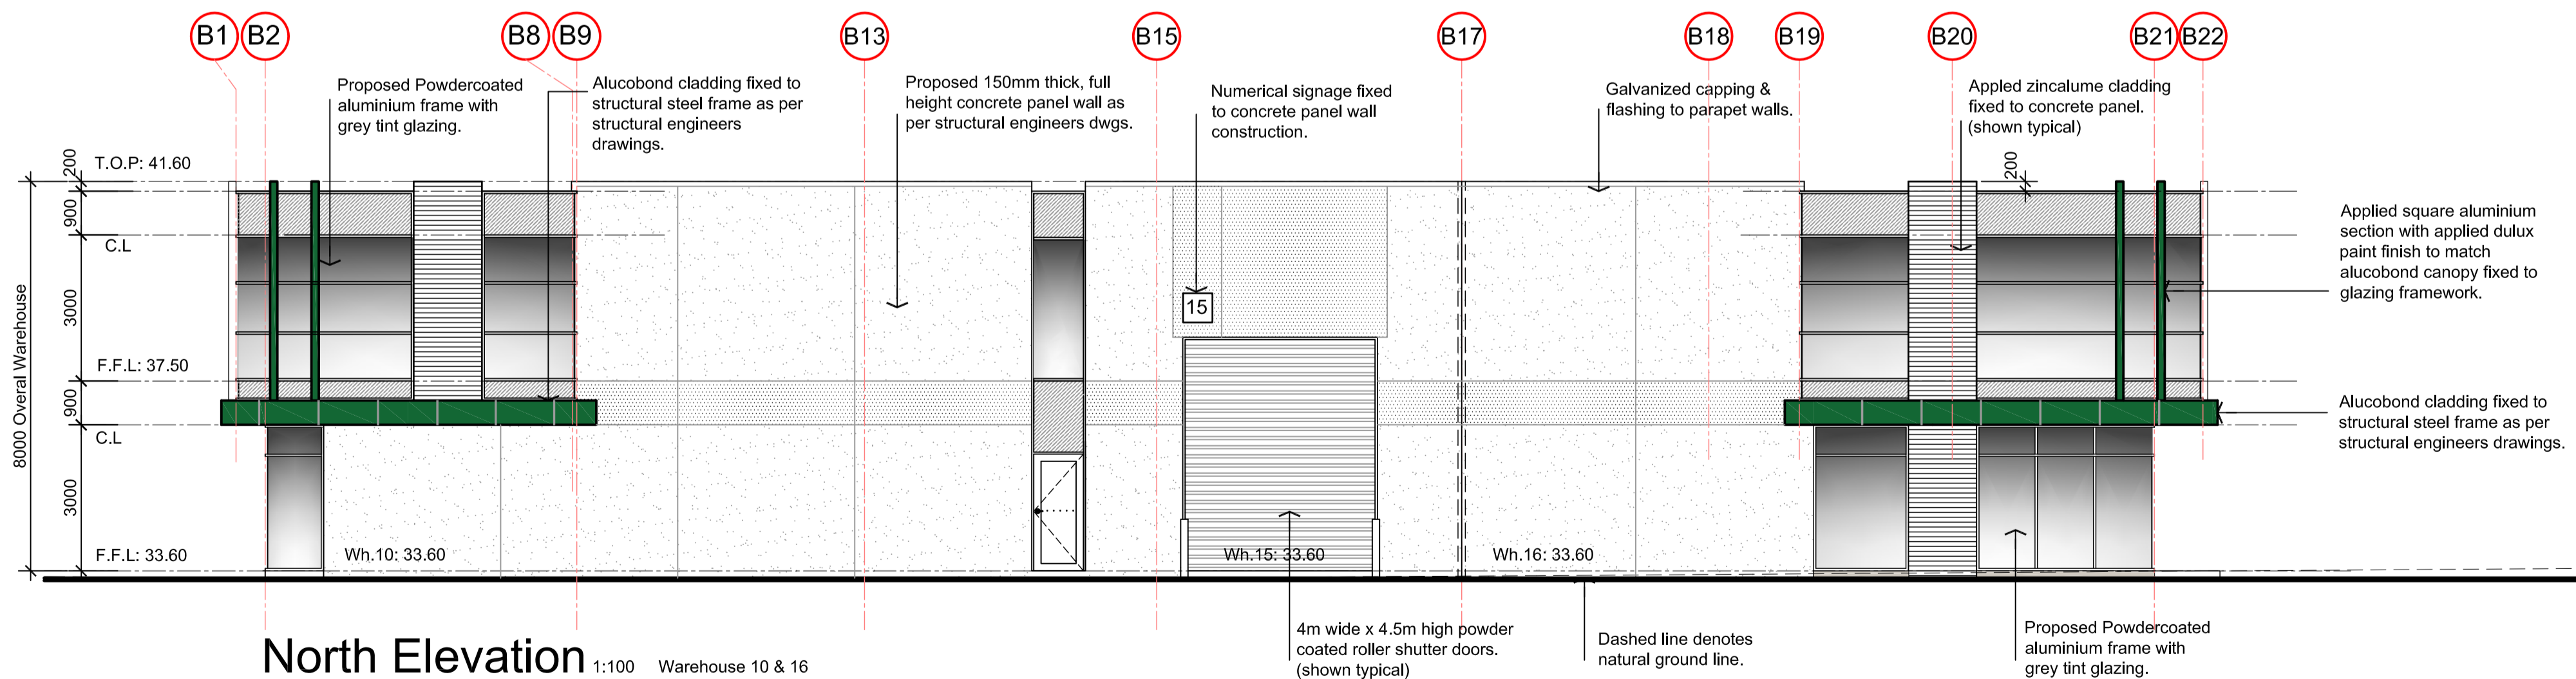 B1
B2
B8
B9
B13
B15
B17
B18
B19
B20
B21
B22
Proposed Powdercoated
aluminium frame with
grey tint glazing.
Alucobond cladding fixed to
structural steel frame as per
structural engineers
drawings.
Proposed 150mm thick, full
height concrete panel wall as
per structural engineers dwgs.
Numerical signage fixed
to concrete panel wall
construction.
Galvanized capping &
flashing to parapet walls.
Appled zincalume cladding
fixed to concrete panel.
(shown typical)
200
T.O.P: 41.60
200
900
C.L
Applied square aluminium
section with applied dulux
paint finish to match
alucobond canopy fixed to
glazing framework.
3000
15
8000 Overal Warehouse
F.F.L: 37.50
900
C.L
Alucobond cladding fixed to
structural steel frame as per
structural engineers drawings.
3000
F.F.L: 33.60
Wh.10: 33.60
Wh.15: 33.60
Wh.16: 33.60
4m wide x 4.5m high powder
coated roller shutter doors.
(shown typical)
Dashed line denotes
natural ground line.
Proposed Powdercoated
aluminium frame with
grey tint glazing.
North Elevation 1:100 Warehouse 10 & 16